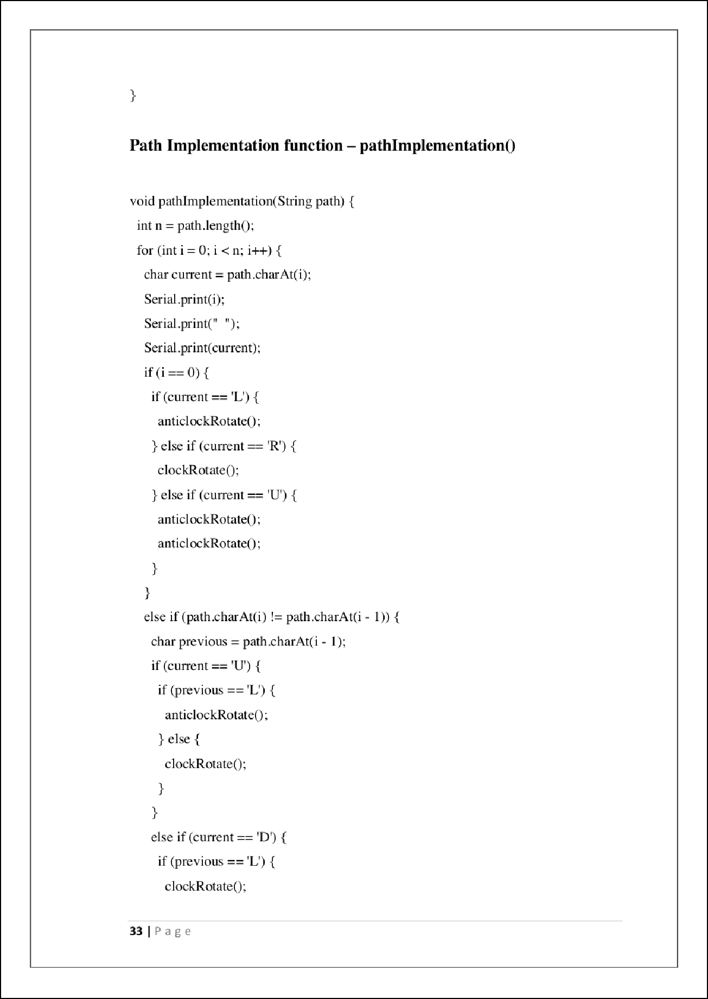 }
Path Implementation function – pathImplementation()
void pathImplementation(String path) {
  int n = path.length();
  for (int i = 0; i < n; i++) {
    char current = path.charAt(i);
    Serial.print(i);
    Serial.print("  ");
    Serial.print(current);
    if (i == 0) {
      if (current == 'L') {
        anticlockRotate();
      } else if (current == 'R') {
        clockRotate();
      } else if (current == 'U') {
        anticlockRotate();
        anticlockRotate();
      }
    }
    else if (path.charAt(i) != path.charAt(i - 1)) {
      char previous = path.charAt(i - 1);
      if (current == 'U') {
        if (previous == 'L') {
          anticlockRotate();
        } else {
          clockRotate();
        }
      }
      else if (current == 'D') {
        if (previous == 'L') {
          clockRotate();
33 | P a g e